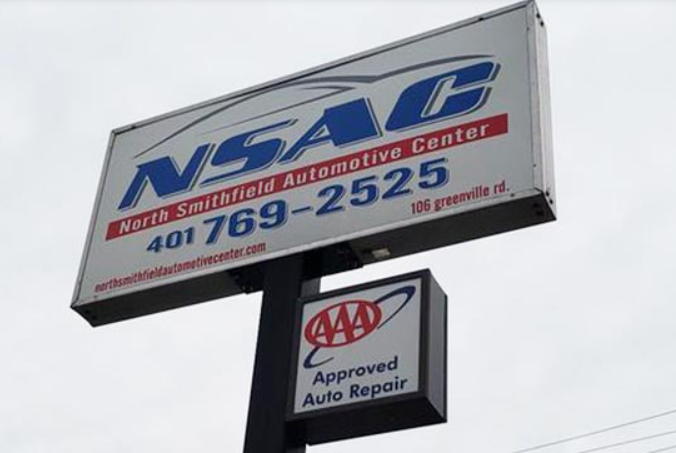 NSAC
North Smithfield Automotive Center
401 769-2525
106 greenville rd.
northsmithfieldautomotivecenter.com
AAA
Approved
Auto Repair